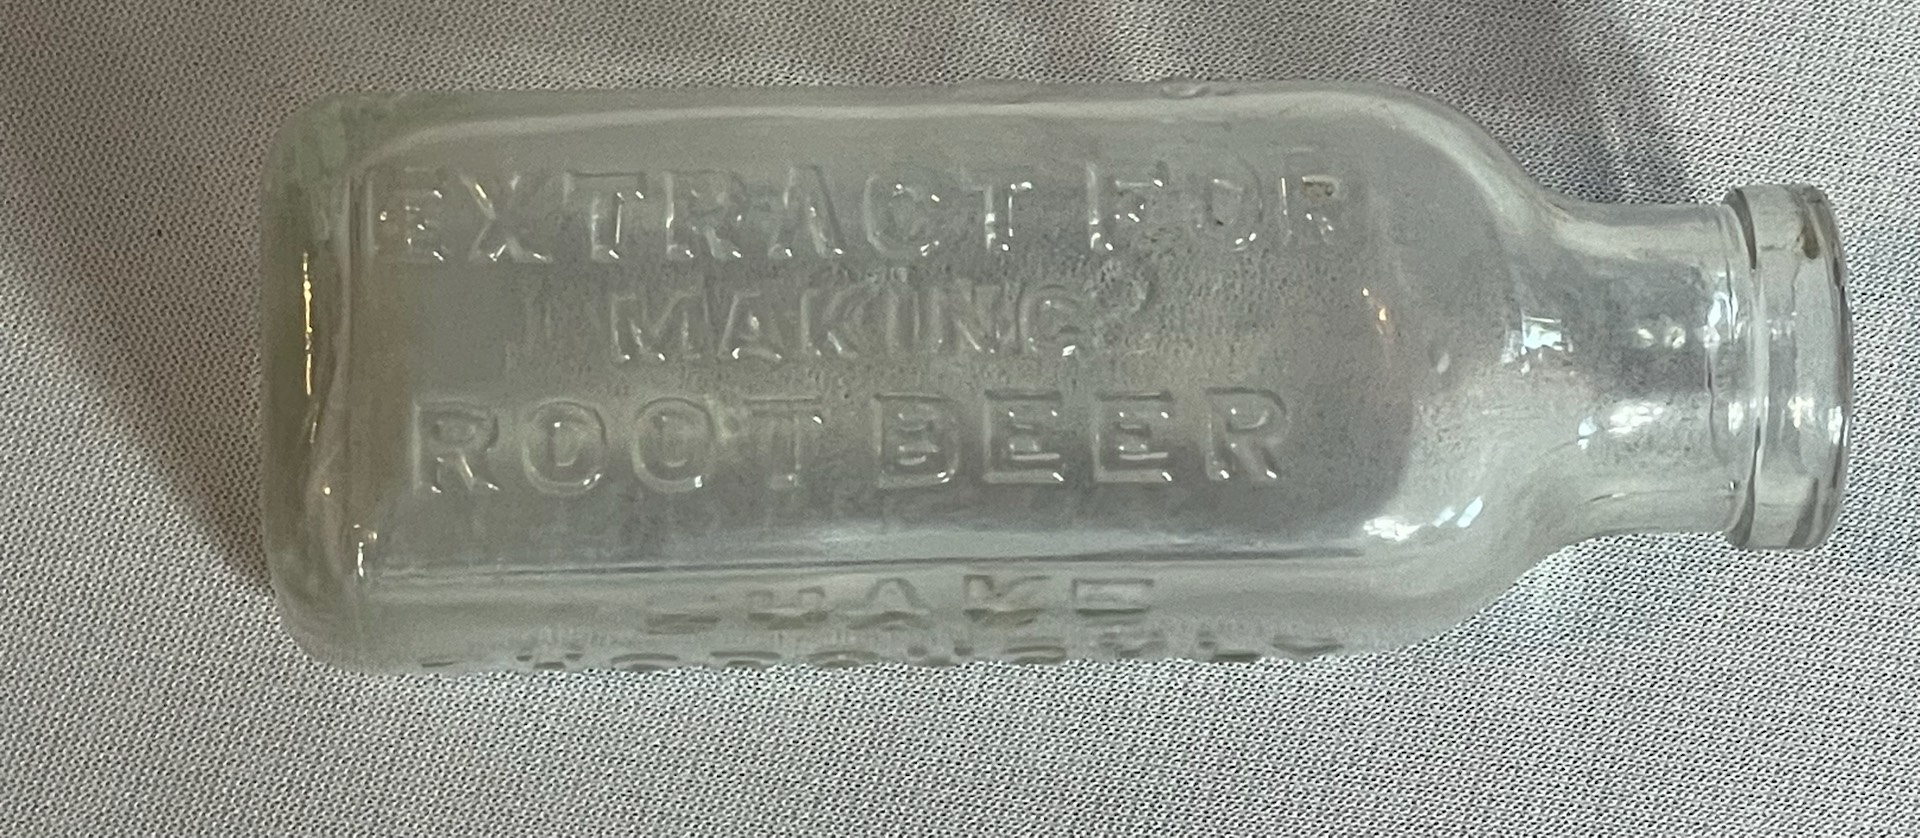 EXTRACT FOR
MAKING
ROOT BEER
SHAKE